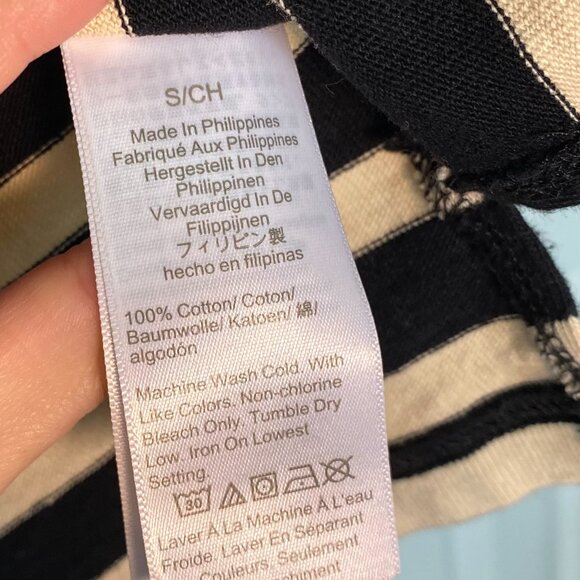 S/CH
Made In Philippines
Fabriqué Aux Philippines
Hergestellt In Den
Philippinen
Vervaardigd In De
Filippijnen
フィリピン製
hecho en filipinas
100% Cotton/ Coton/
Baumwolle/ Katoen/ 綿/
algodón
Machine Wash Cold. With
Like Colors. Non-chlorine
Bleach Only. Tumble Dry
Low. Iron On Lowest
Setting.
30
Laver À La Machine À L'eau
Froide. Laver En Séparant
Couleurs. Seulement